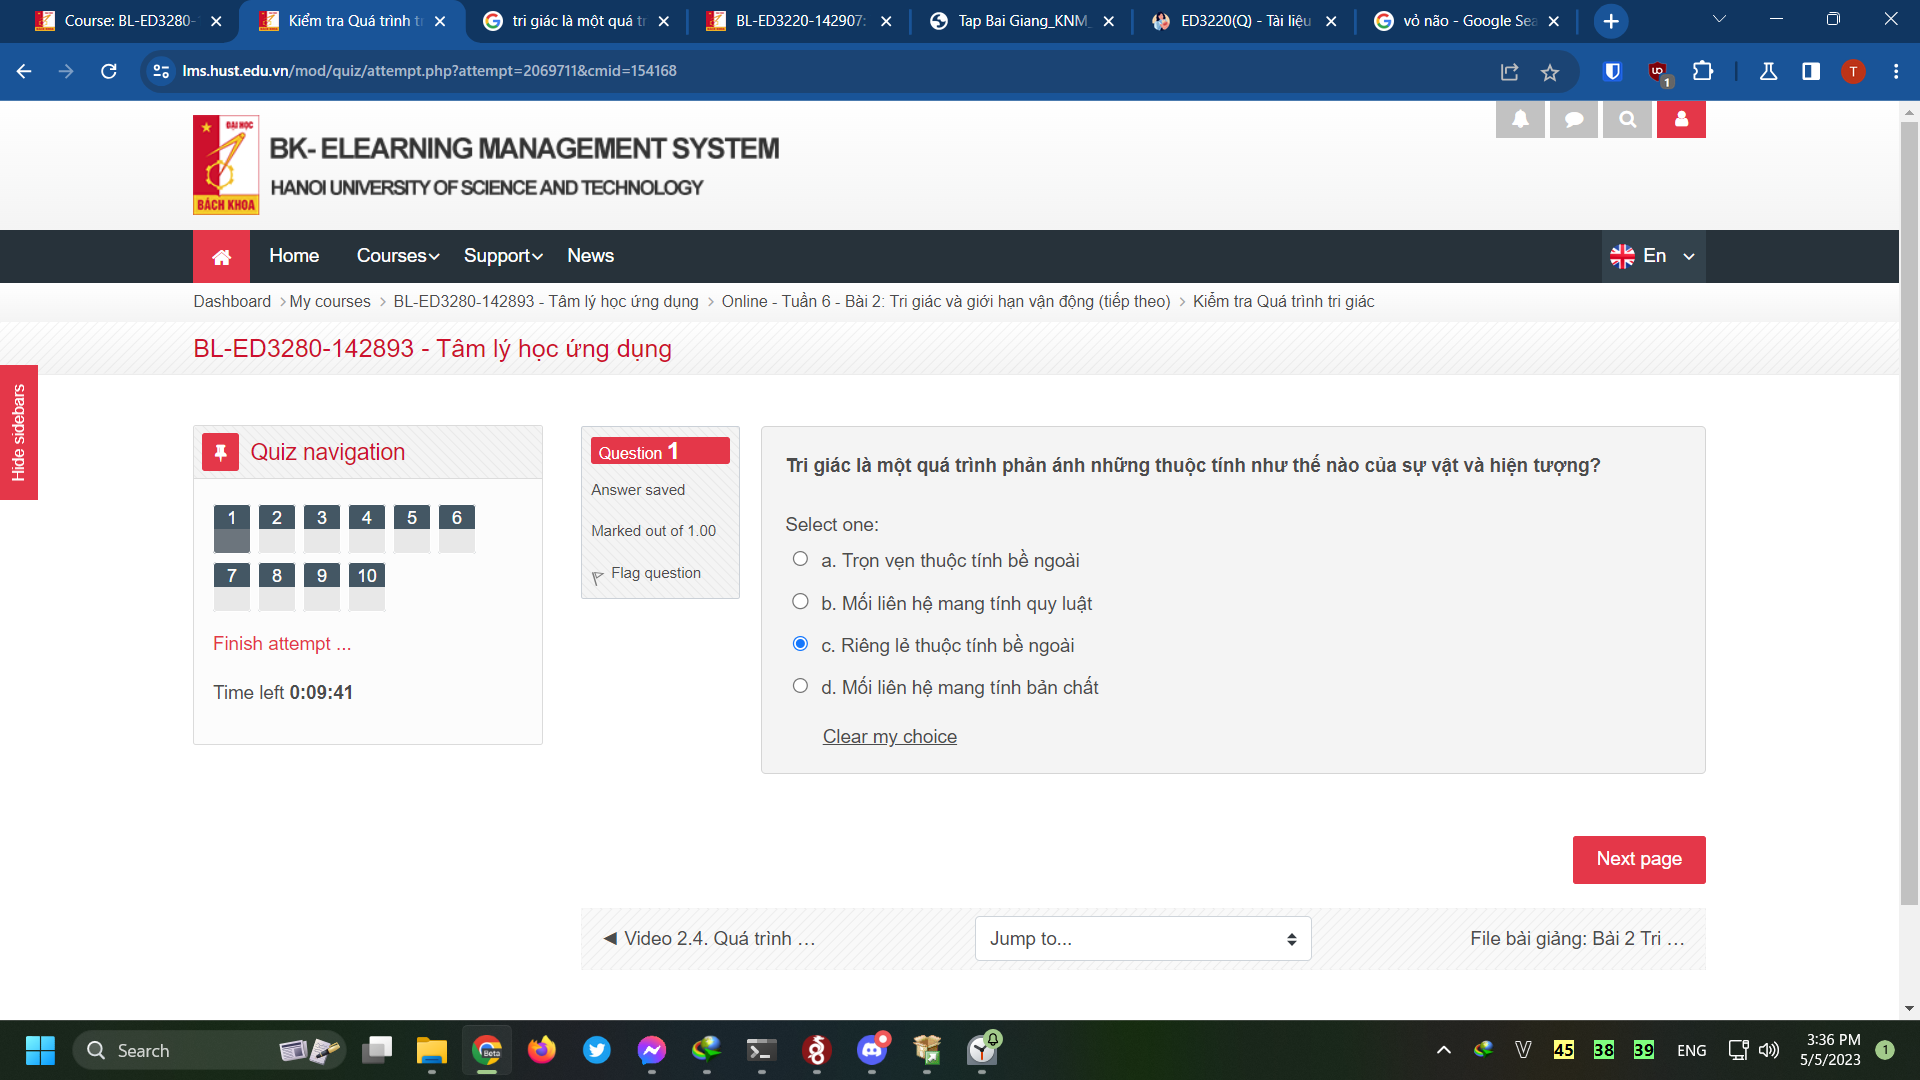 Course: BL-ED3280-
Kiểm tra Quá trình t
tri giác là một quá t
BL-ED3220-142907:
Tap Bai Giang_KNM_
ED3220(Q) - Tài liệu
vỏ não - Google Sea
lms.hust.edu.vn/mod/quiz/attempt.php?attempt=2069711&cmid=154168
1
T
ĐẠI HỌC
BÁCH KHOA
BK- ELEARNING MANAGEMENT SYSTEM
HANOI UNIVERSITY OF SCIENCE AND TECHNOLOGY
Home
Courses
Support
News
En
Dashboard
My courses
BL-ED3280-142893 - Tâm lý học ứng dụng
Online - Tuần 6 - Bài 2: Tri giác và giới hạn vận động (tiếp theo)
Kiểm tra Quá trình tri giác
BL-ED3280-142893 - Tâm lý học ứng dụng
Hide sidebars
Quiz navigation
1 2 3 4 5 6
7 8 9 10
Finish attempt ...
Time left 0:09:41
Question 1
Answer saved
Marked out of 1.00
Flag question
Tri giác là một quá trình phản ánh những thuộc tính như thế nào của sự vật và hiện tượng?
Select one:
a. Trọn vẹn thuộc tính bề ngoài
b. Mối liên hệ mang tính quy luật
c. Riêng lẻ thuộc tính bề ngoài
d. Mối liên hệ mang tính bản chất
Clear my choice
Next page
◄ Video 2.4. Quá trình ...
Jump to...
File bài giảng: Bài 2 Tri ...
Search
Beta
45
38
39
ENG
3:36 PM
5/5/2023
1